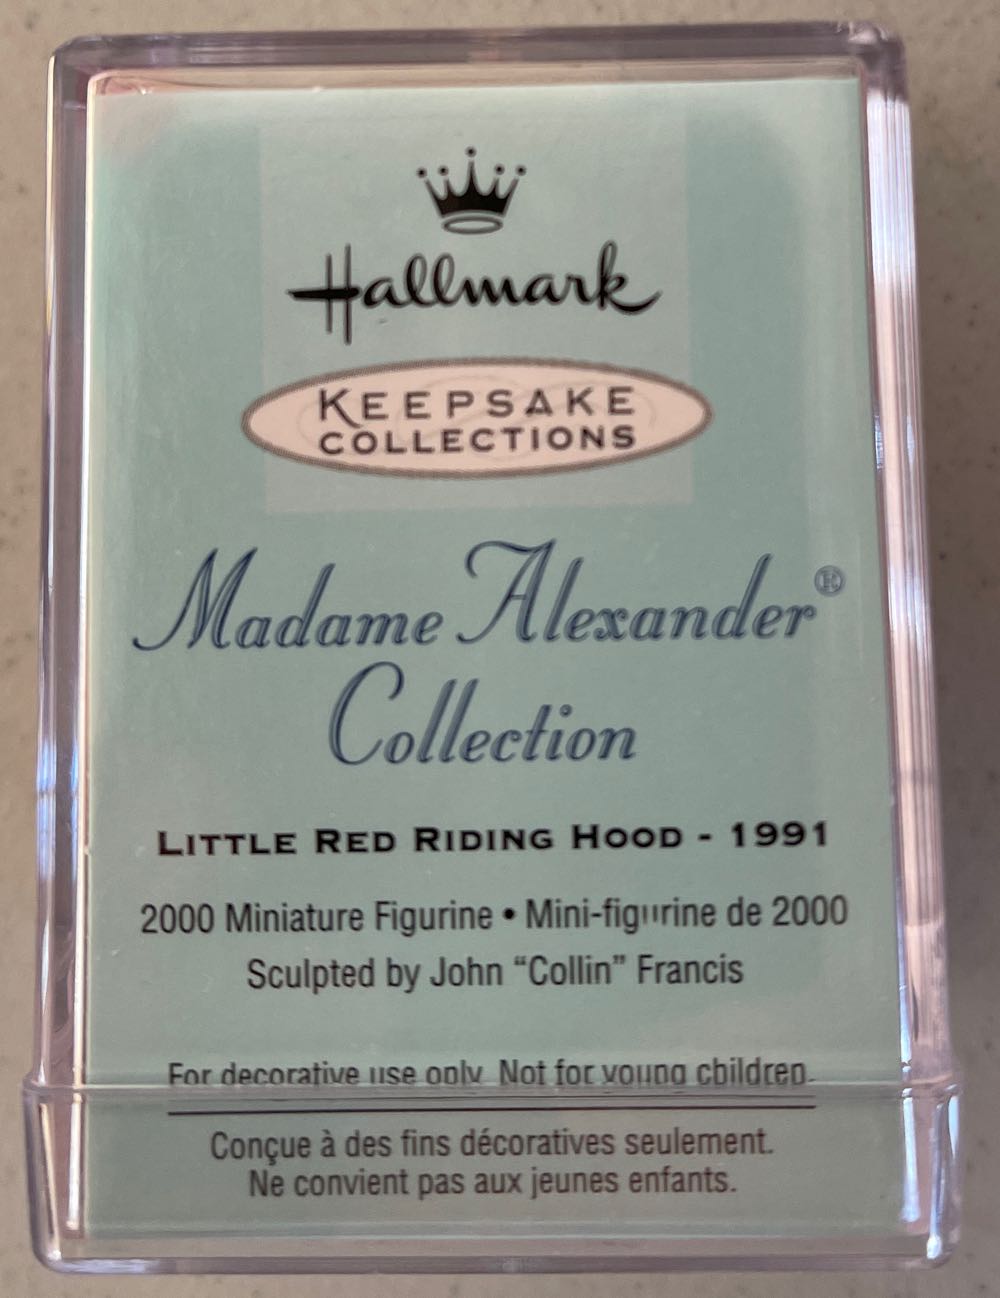 Hallmark
KEEPSAKE
COLLECTIONS
Madame Alexander®
Collection
LITTLE RED RIDING HOOD - 1991
2000 Miniature Figurine • Mini-figurine de 2000
Sculpted by John “Collin” Francis
For decorative use only. Not for young children.
Conçue à des fins décoratives seulement.
Ne convient pas aux jeunes enfants.